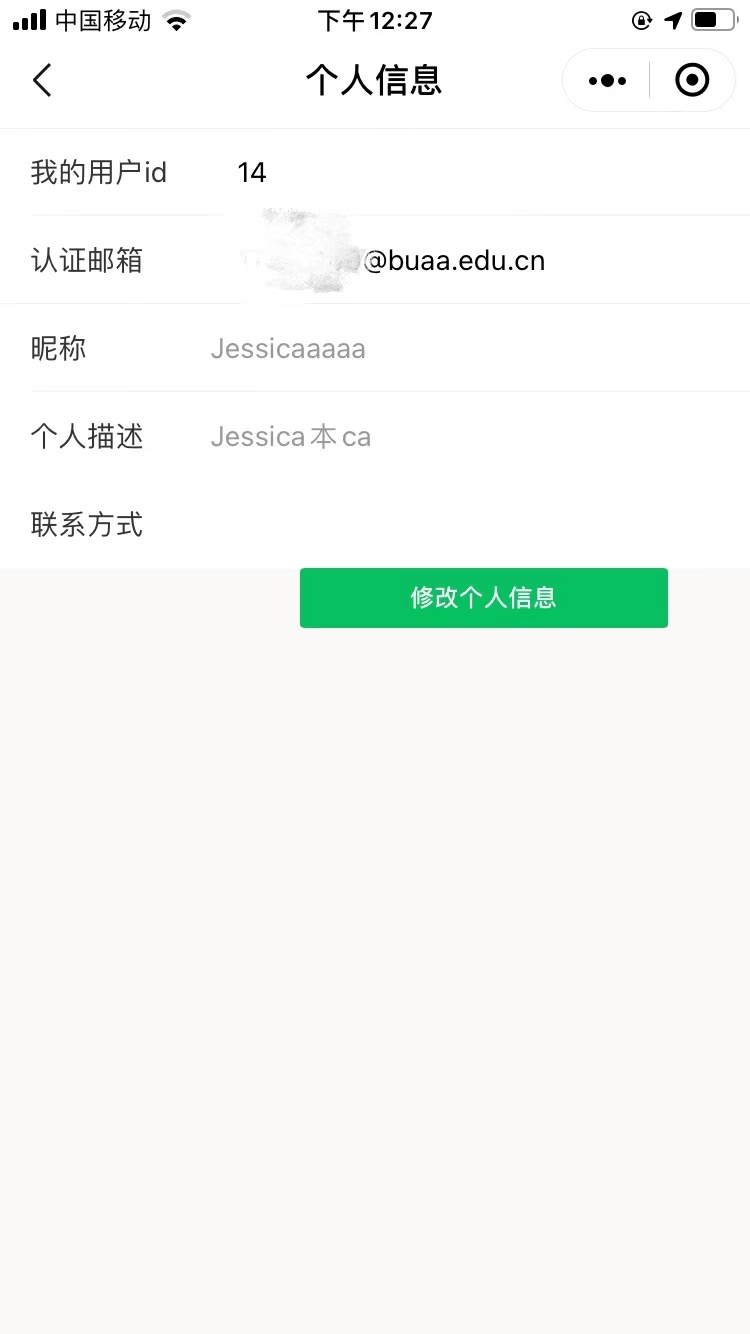 中国移动 下午12:27
个人信息
我的用户id 14
认证邮箱 @buaa.edu.cn
昵称 Jessicaaaaa
个人描述 Jessica本ca
联系方式
修改个人信息